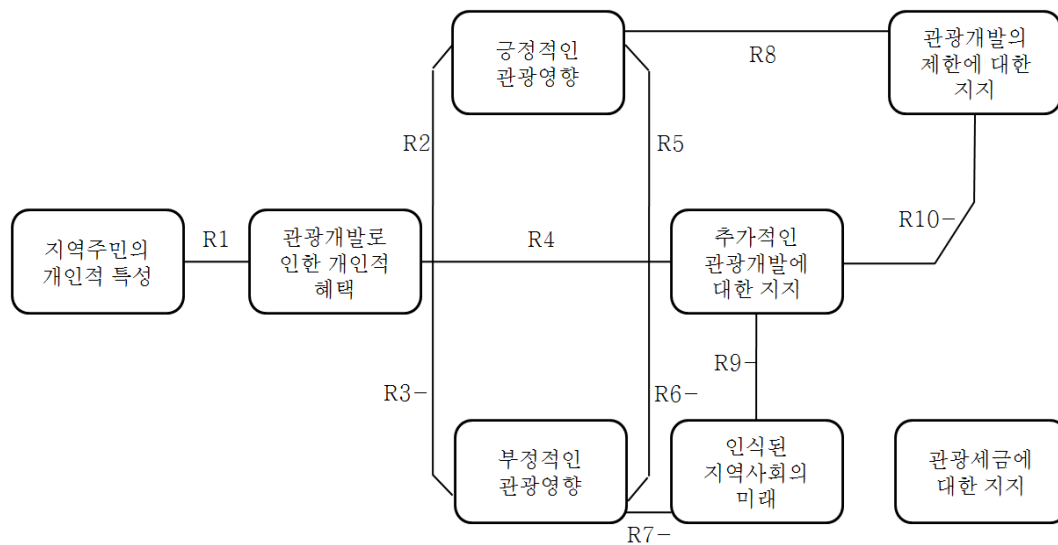 긍정적인
관광영향
R8
관광개발의
제한에 대한
지지
R2
R5
지역주민의
개인적 특성
R1
관광개발로
인한 개인적
혜택
R4
추가적인
관광개발에
대한 지지
R10-
R9-
R3-
R6-
부정적인
관광영향
인식된
지역사회의
미래
관광세금에
대한 지지
R7-